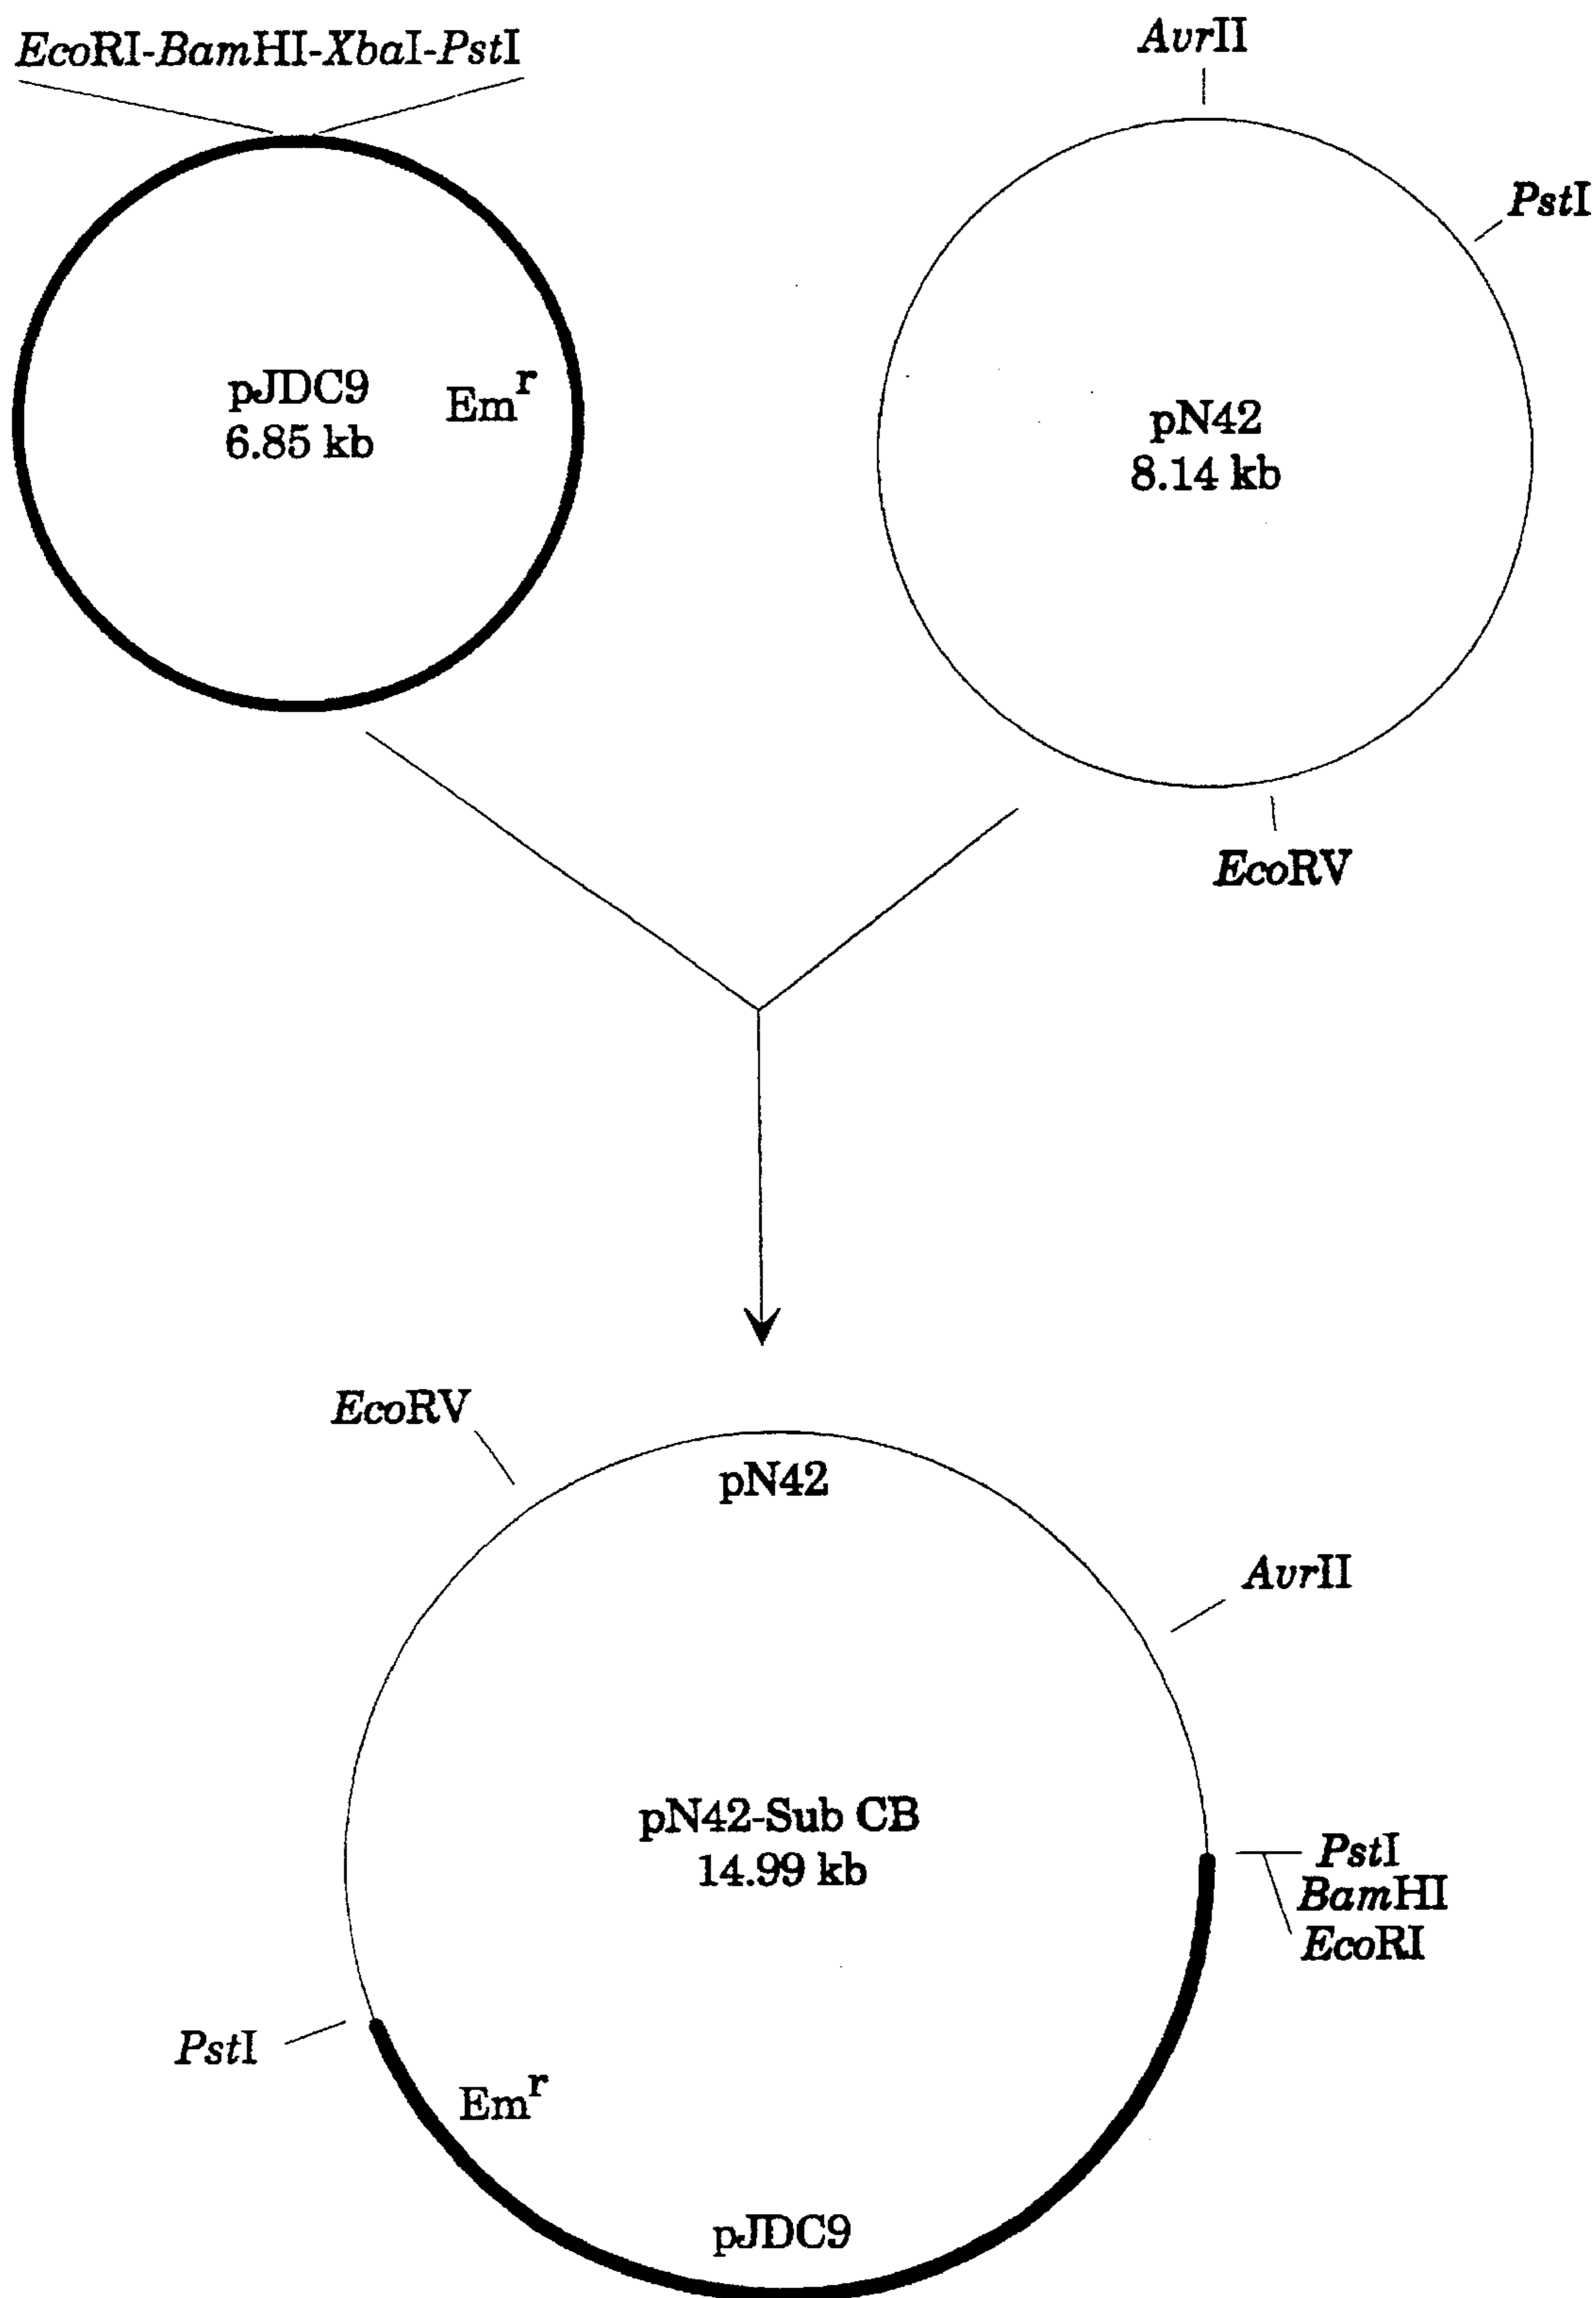 EcoRI-BamHI-XbaI-PstI
AvrII
PstI
pJDC9
6.85 kb
Emʳ
pN42
8.14 kb
EcoRV
EcoRV
pN42
AvrII
pN42-Sub CB
14.99 kb
PstI
BamHI
EcoRI
PstI
Emʳ
pJDC9